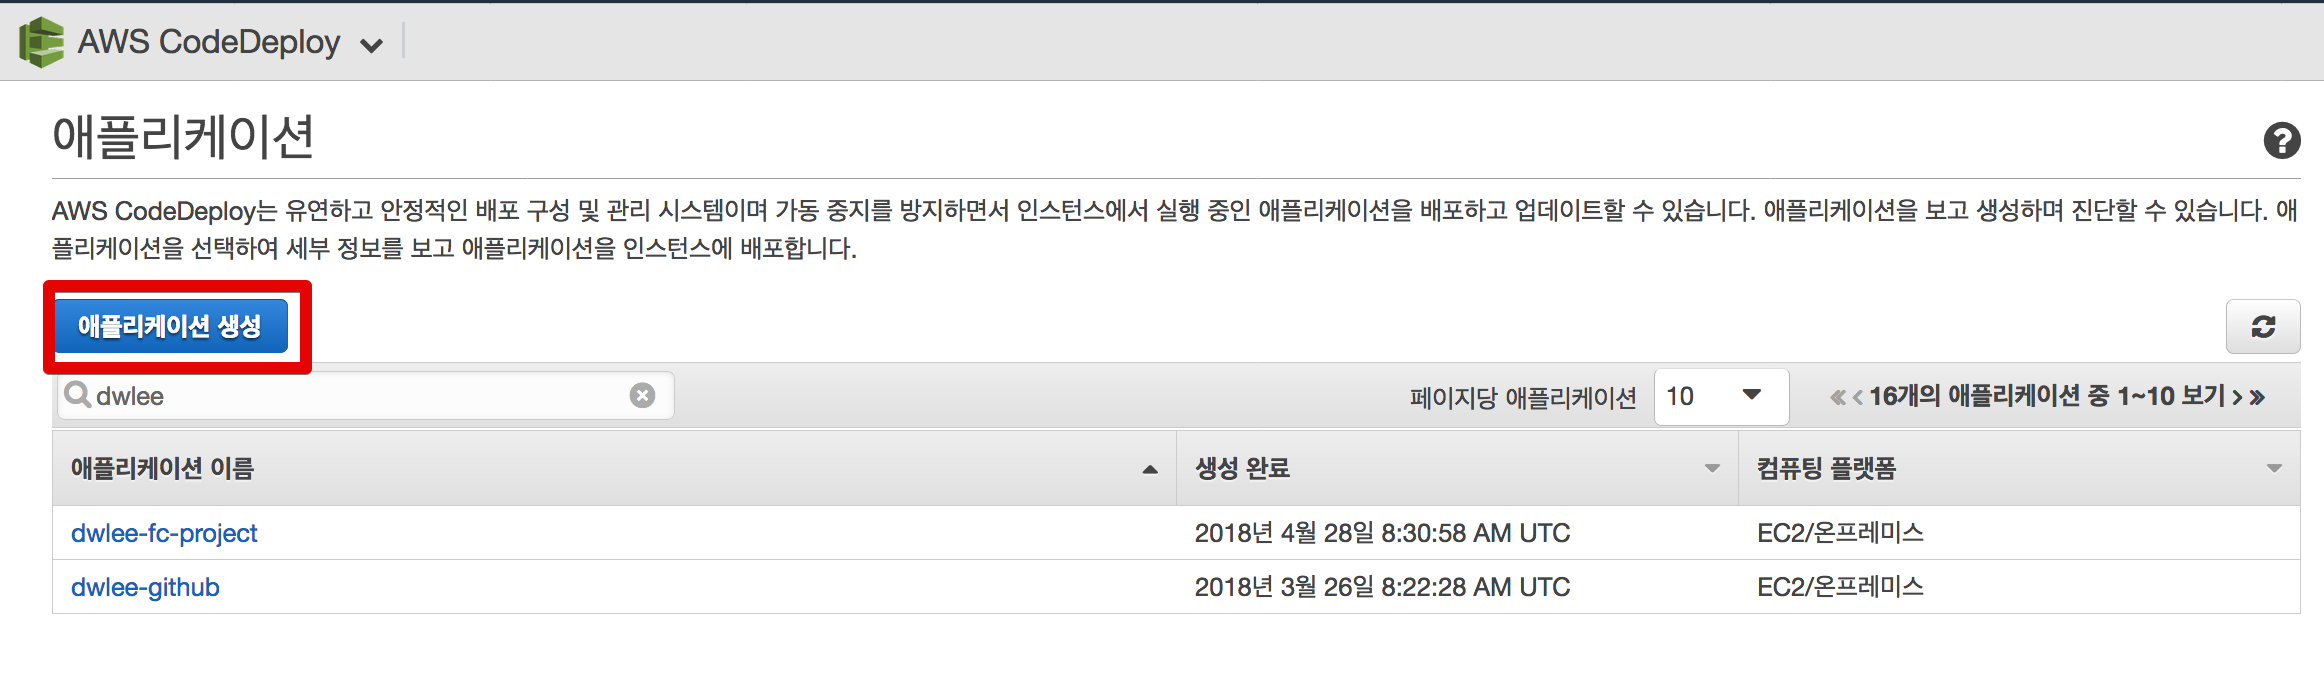 AWS CodeDeploy
애플리케이션
AWS CodeDeploy는 유연하고 안정적인 배포 구성 및 관리 시스템이며 가동 중지를 방지하면서 인스턴스에서 실행 중인 애플리케이션을 배포하고 업데이트할 수 있습니다. 애플리케이션을 보고 생성하며 진단할 수 있습니다. 애
플리케이션을 선택하여 세부 정보를 보고 애플리케이션을 인스턴스에 배포합니다.
애플리케이션 생성
dwlee 페이지당 애플리케이션 10 « ‹ 16개의 애플리케이션 중 1~10 보기 › »
애플리케이션 이름 생성 완료 컴퓨팅 플랫폼
dwlee-fc-project 2018년 4월 28일 8:30:58 AM UTC EC2/온프레미스
dwlee-github 2018년 3월 26일 8:22:28 AM UTC EC2/온프레미스